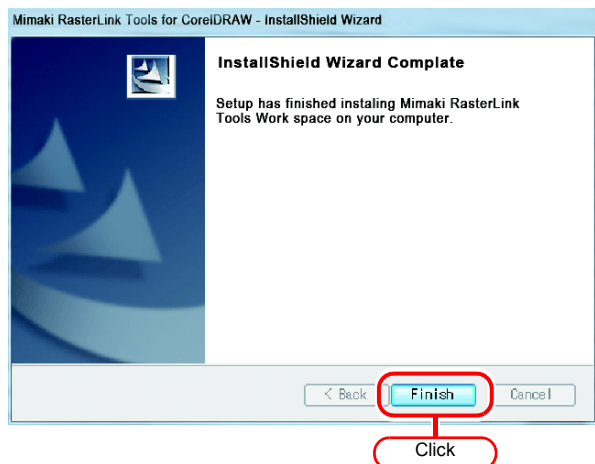 Mimaki RasterLink Tools for CorelDRAW - InstallShield Wizard
InstallShield Wizard Complate
Setup has finished instaling Mimaki RasterLink
Tools Work space on your computer.
< Back
Finish
Cancel
Click